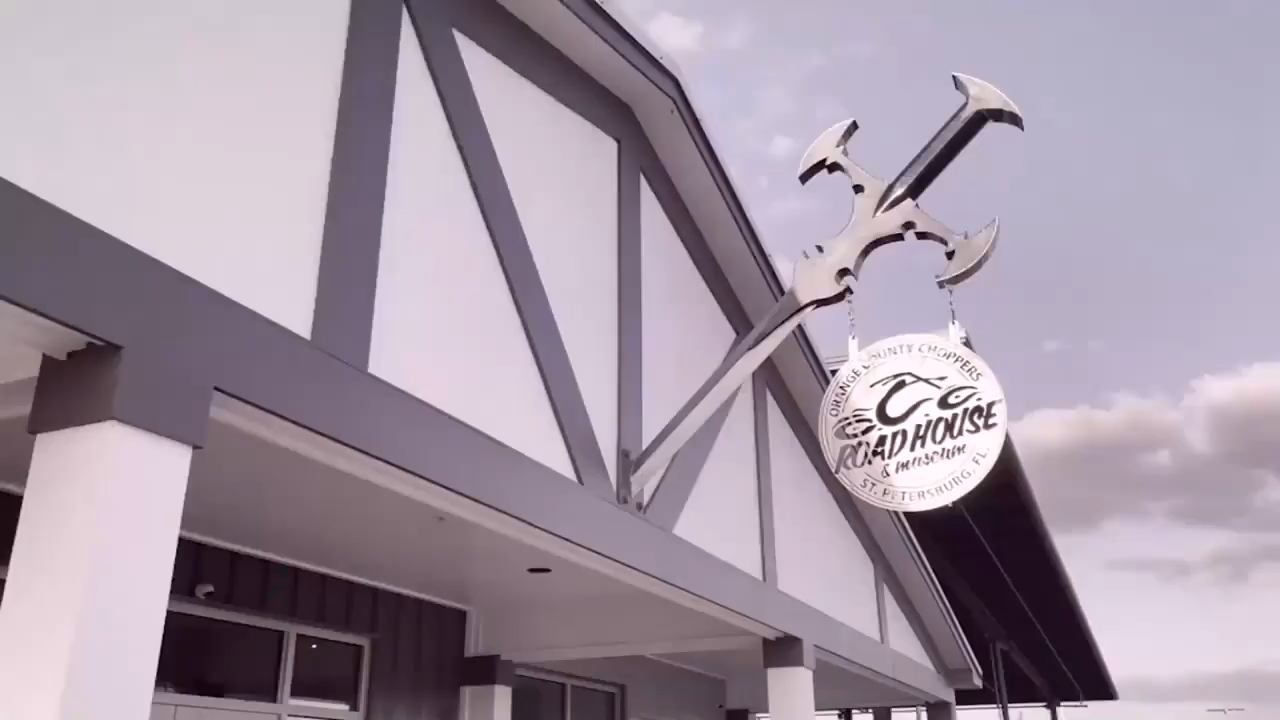 ORANGE COUNTY CHOPPERS
ROADHOUSE
& museum
ST. PETERSBURG, FL.